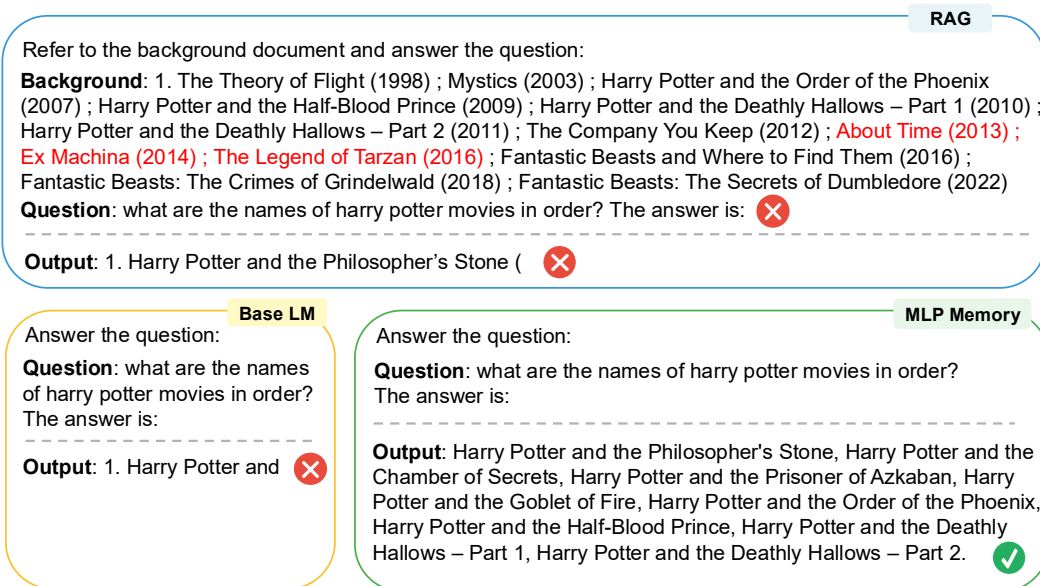 RAG
Refer to the background document and answer the question:
Background: 1. The Theory of Flight (1998) ; Mystics (2003) ; Harry Potter and the Order of the Phoenix
(2007) ; Harry Potter and the Half-Blood Prince (2009) ; Harry Potter and the Deathly Hallows – Part 1 (2010) ;
Harry Potter and the Deathly Hallows – Part 2 (2011) ; The Company You Keep (2012) ; About Time (2013) ;
Ex Machina (2014) ; The Legend of Tarzan (2016) ; Fantastic Beasts and Where to Find Them (2016) ;
Fantastic Beasts: The Crimes of Grindelwald (2018) ; Fantastic Beasts: The Secrets of Dumbledore (2022)
Question: what are the names of harry potter movies in order? The answer is:
Output: 1. Harry Potter and the Philosopher’s Stone (
Base LM
Answer the question:
Question: what are the names
of harry potter movies in order?
The answer is:
Output: 1. Harry Potter and
MLP Memory
Answer the question:
Question: what are the names of harry potter movies in order?
The answer is:
Output: Harry Potter and the Philosopher's Stone, Harry Potter and the
Chamber of Secrets, Harry Potter and the Prisoner of Azkaban, Harry
Potter and the Goblet of Fire, Harry Potter and the Order of the Phoenix,
Harry Potter and the Half-Blood Prince, Harry Potter and the Deathly
Hallows – Part 1, Harry Potter and the Deathly Hallows – Part 2.